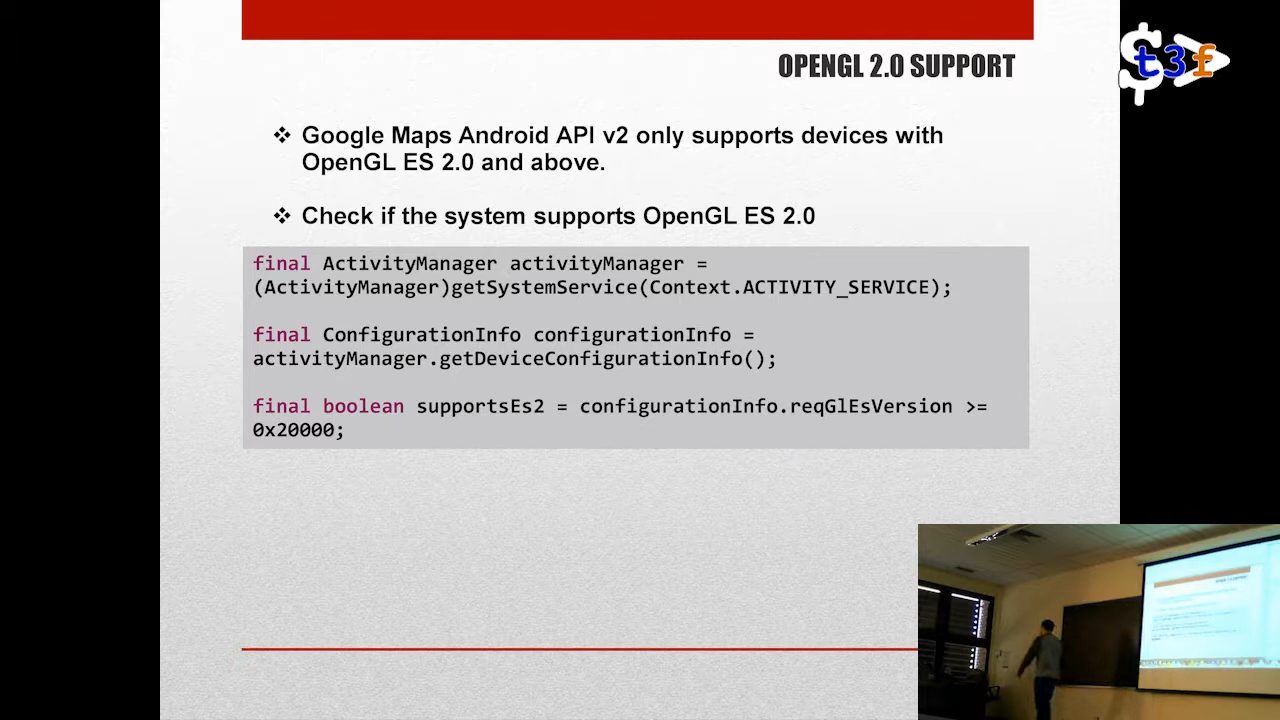 OPENGL 2.0 SUPPORT
$t3f
❖ Google Maps Android API v2 only supports devices with
OpenGL ES 2.0 and above.
❖ Check if the system supports OpenGL ES 2.0
final ActivityManager activityManager =
(ActivityManager)getSystemService(Context.ACTIVITY_SERVICE);
final ConfigurationInfo configurationInfo =
activityManager.getDeviceConfigurationInfo();
final boolean supportsEs2 = configurationInfo.reqGlEsVersion >=
0x20000;